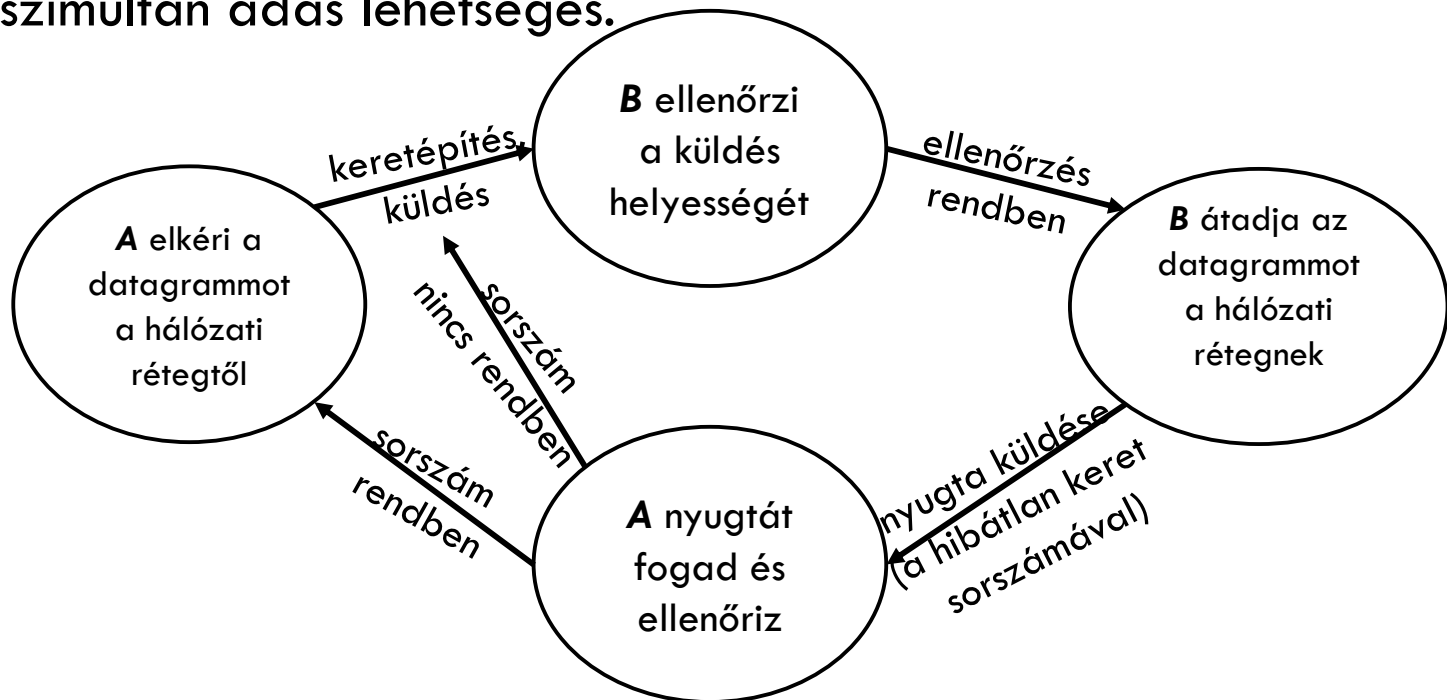 szimultán adás lehetséges.
B ellenőrzi
a küldés
helyességét
keretépítés,
küldés
ellenőrzés
rendben
A elkéri a
datagrammot
a hálózati
rétegtől
B átadja az
datagrammot
a hálózati
rétegnek
sorszám
nincs rendben
sorszám
rendben
nyugta küldése
(a hibátlan keret
sorszámával)
A nyugtát
fogad és
ellenőriz